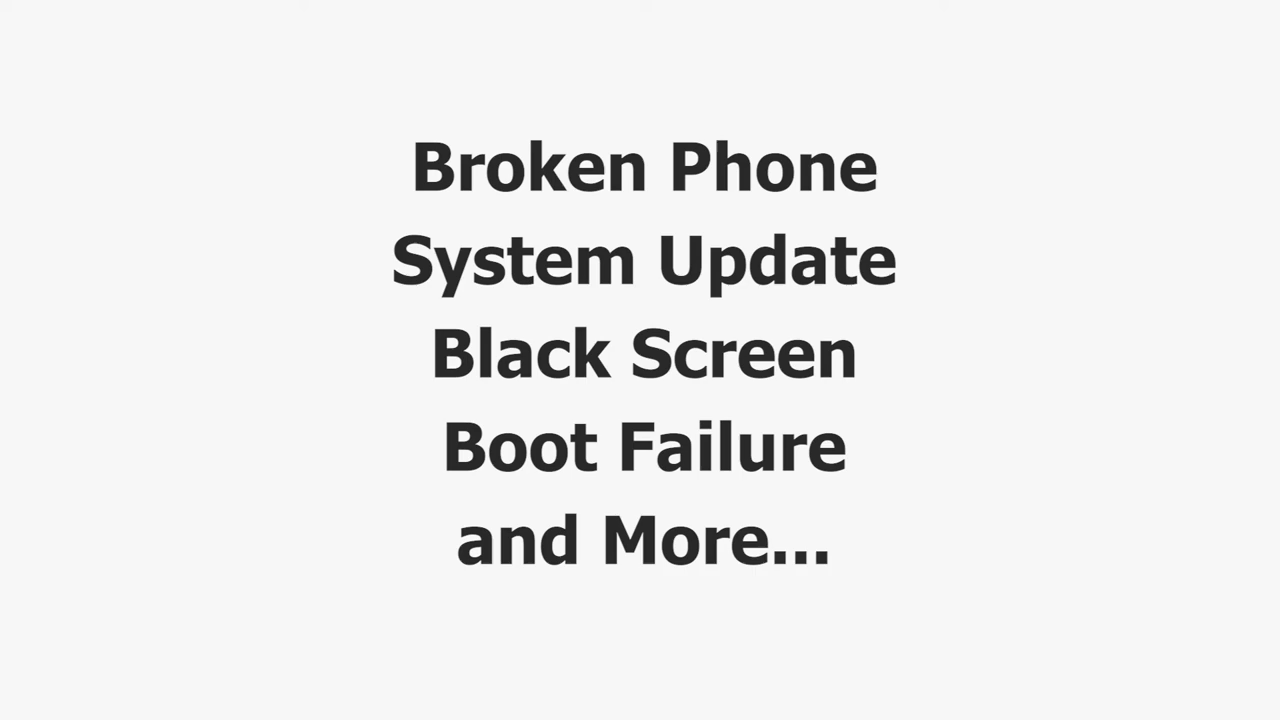 Broken Phone
System Update
Black Screen
Boot Failure
and More...